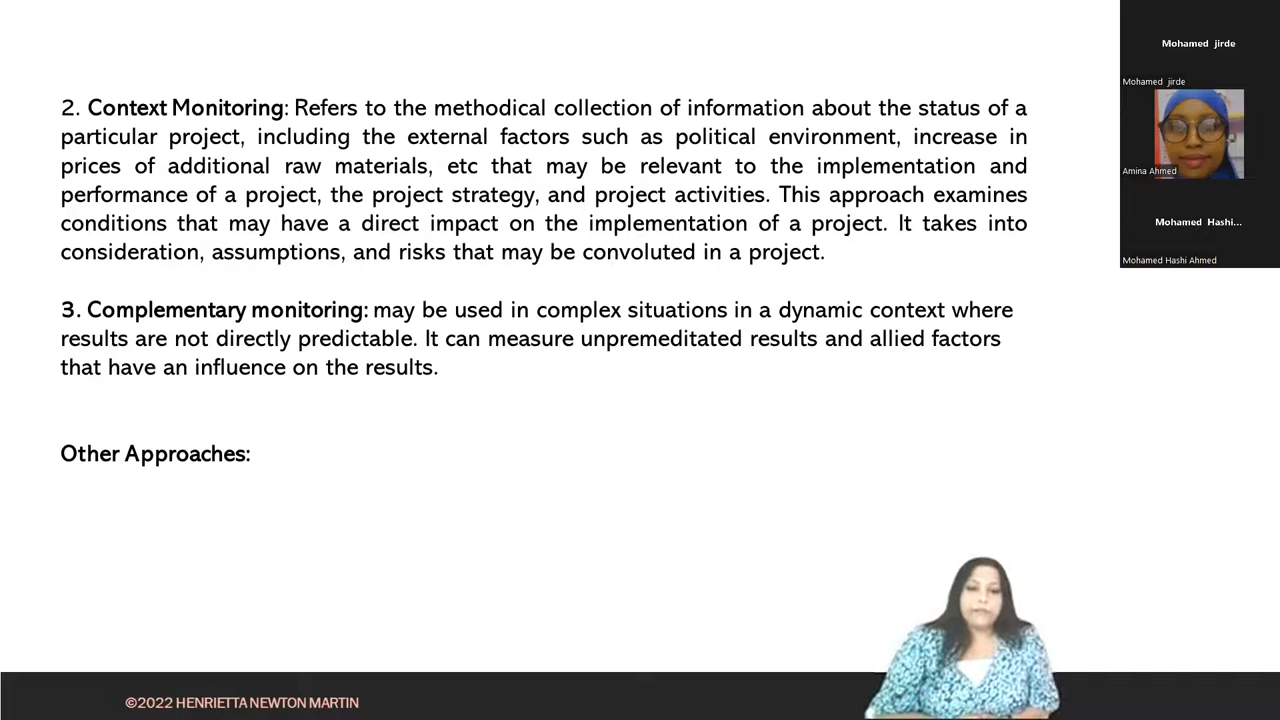 2. Context Monitoring: Refers to the methodical collection of information about the status of a
particular project, including the external factors such as political environment, increase in
prices of additional raw materials, etc that may be relevant to the implementation and
performance of a project, the project strategy, and project activities. This approach examines
conditions that may have a direct impact on the implementation of a project. It takes into
consideration, assumptions, and risks that may be convoluted in a project.
3. Complementary monitoring: may be used in complex situations in a dynamic context where
results are not directly predictable. It can measure unpremeditated results and allied factors
that have an influence on the results.
Other Approaches:
©2022 HENRIETTA NEWTON MARTIN
Mohamed jirde
Mohamed jirde
Amina Ahmed
Mohamed Hashi...
Mohamed Hashi Ahmed